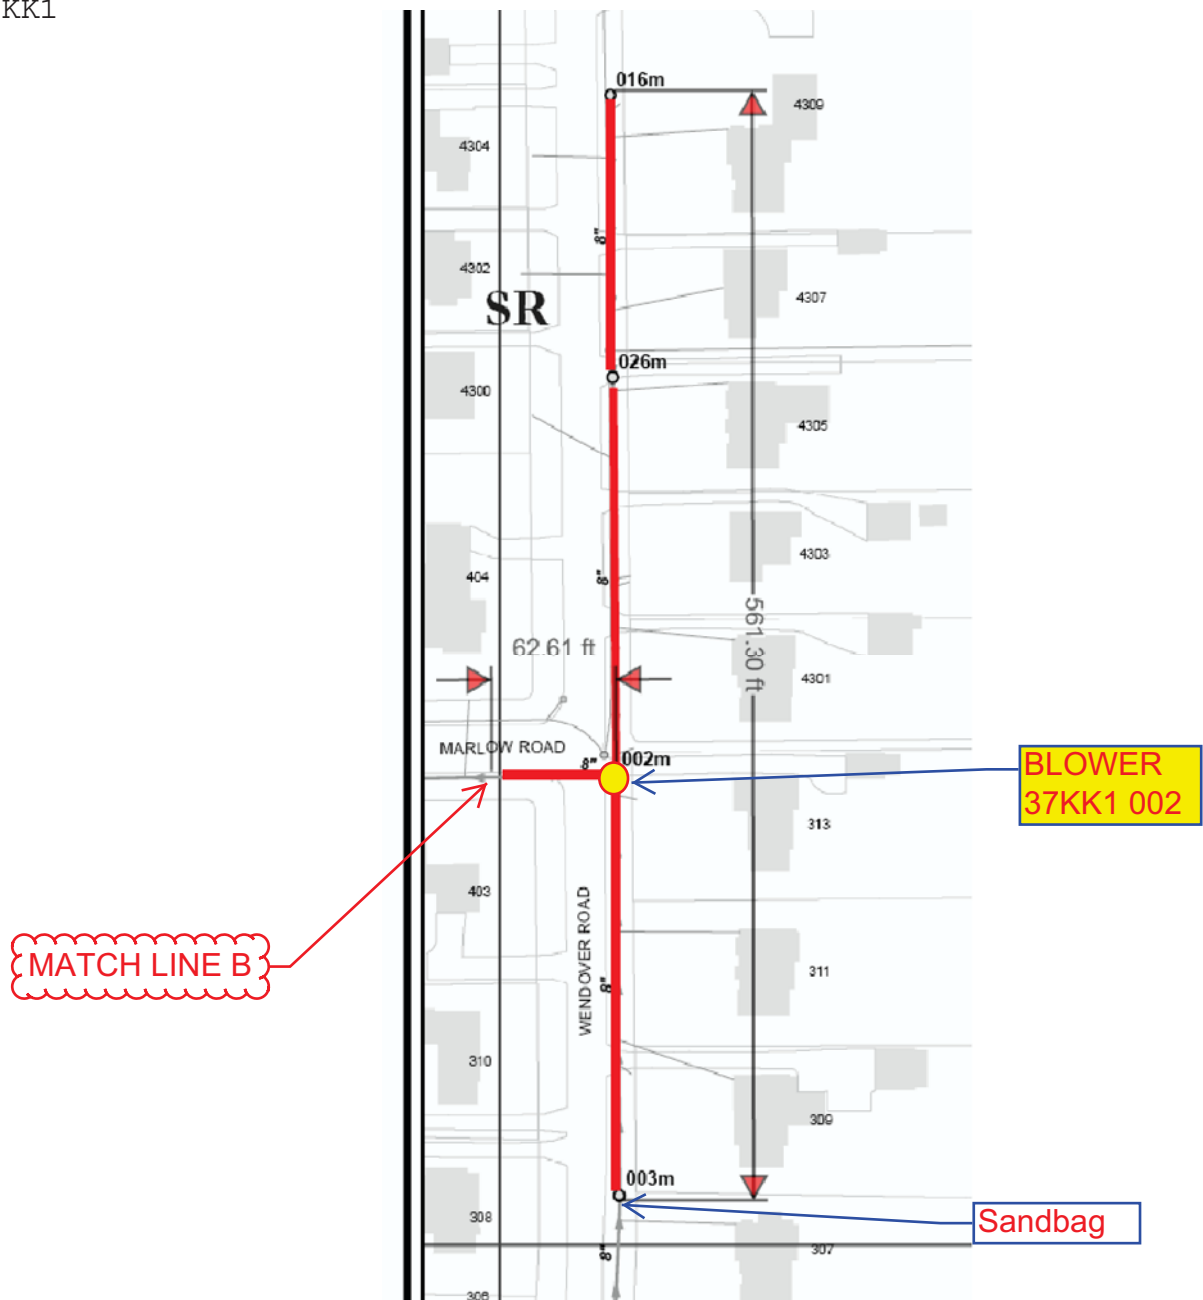 KK1
016m
4309
4304
8"
4302
4307
SR
026m
4300
4305
8"
404
4303
62.61 ft
561.30 ft
4301
MARLOW ROAD
8"
002m
BLOWER
37KK1 002
313
403
WENDOVER ROAD
MATCH LINE B
8"
311
310
309
003m
308
Sandbag
8"
307
306